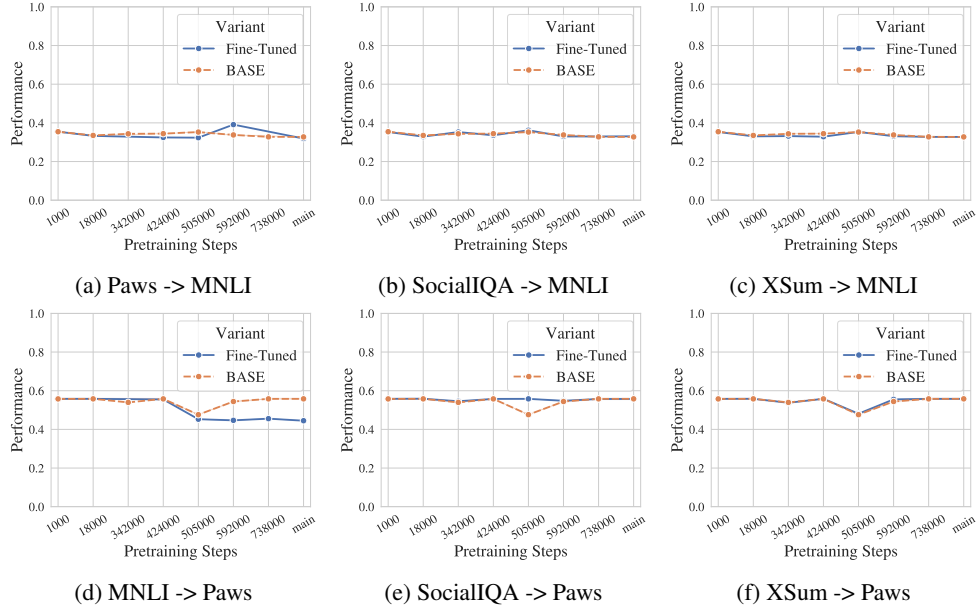 Performance
1.0
0.8
0.6
0.4
0.2
0.0
Variant
Fine-Tuned
BASE
1000
18000
342000
424000
505000
592000
738000
main
Pretraining Steps
(a) Paws -> MNLI
Performance
1.0
0.8
0.6
0.4
0.2
0.0
Variant
Fine-Tuned
BASE
1000
18000
342000
424000
505000
592000
738000
main
Pretraining Steps
(b) SocialIQA -> MNLI
Performance
1.0
0.8
0.6
0.4
0.2
0.0
Variant
Fine-Tuned
BASE
1000
18000
342000
424000
505000
592000
738000
main
Pretraining Steps
(c) XSum -> MNLI
Performance
1.0
0.8
0.6
0.4
0.2
0.0
Variant
Fine-Tuned
BASE
1000
18000
342000
424000
505000
592000
738000
main
Pretraining Steps
(d) MNLI -> Paws
Performance
1.0
0.8
0.6
0.4
0.2
0.0
Variant
Fine-Tuned
BASE
1000
18000
342000
424000
505000
592000
738000
main
Pretraining Steps
(e) SocialIQA -> Paws
Performance
1.0
0.8
0.6
0.4
0.2
0.0
Variant
Fine-Tuned
BASE
1000
18000
342000
424000
505000
592000
738000
main
Pretraining Steps
(f) XSum -> Paws